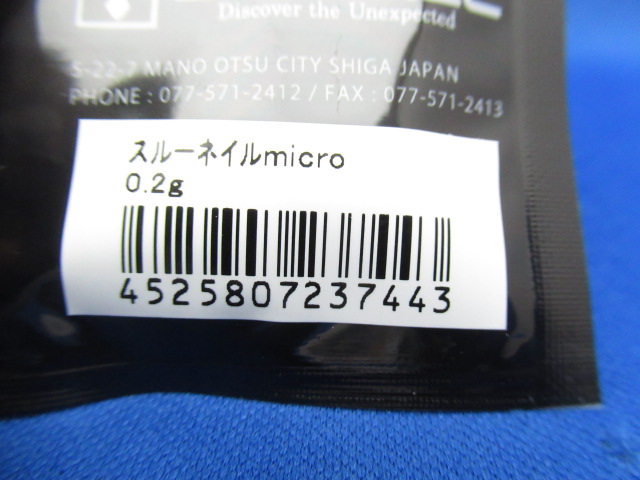 Discover the Unexpected
5-22-7 MANO OTSU CITY SHIGA JAPAN
PHONE : 077-571-2412 / FAX : 077-571-2413
スルーネイルmicro
0.2g
4525807237443